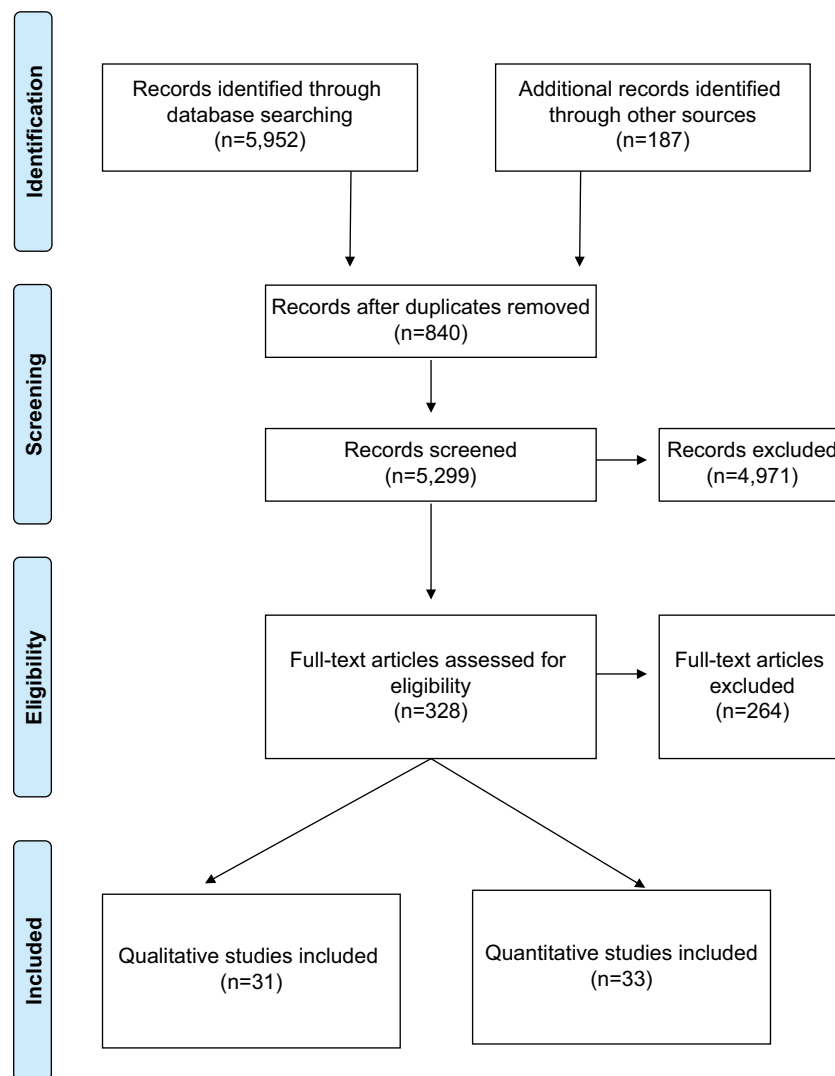 Identification
Records identified through
database searching
(n=5,952)
Additional records identified
through other sources
(n=187)
Screening
Records after duplicates removed
(n=840)
Records screened
(n=5,299)
Records excluded
(n=4,971)
Eligibility
Full-text articles assessed for
eligibility
(n=328)
Full-text articles
excluded
(n=264)
Included
Qualitative studies included
(n=31)
Quantitative studies included
(n=33)